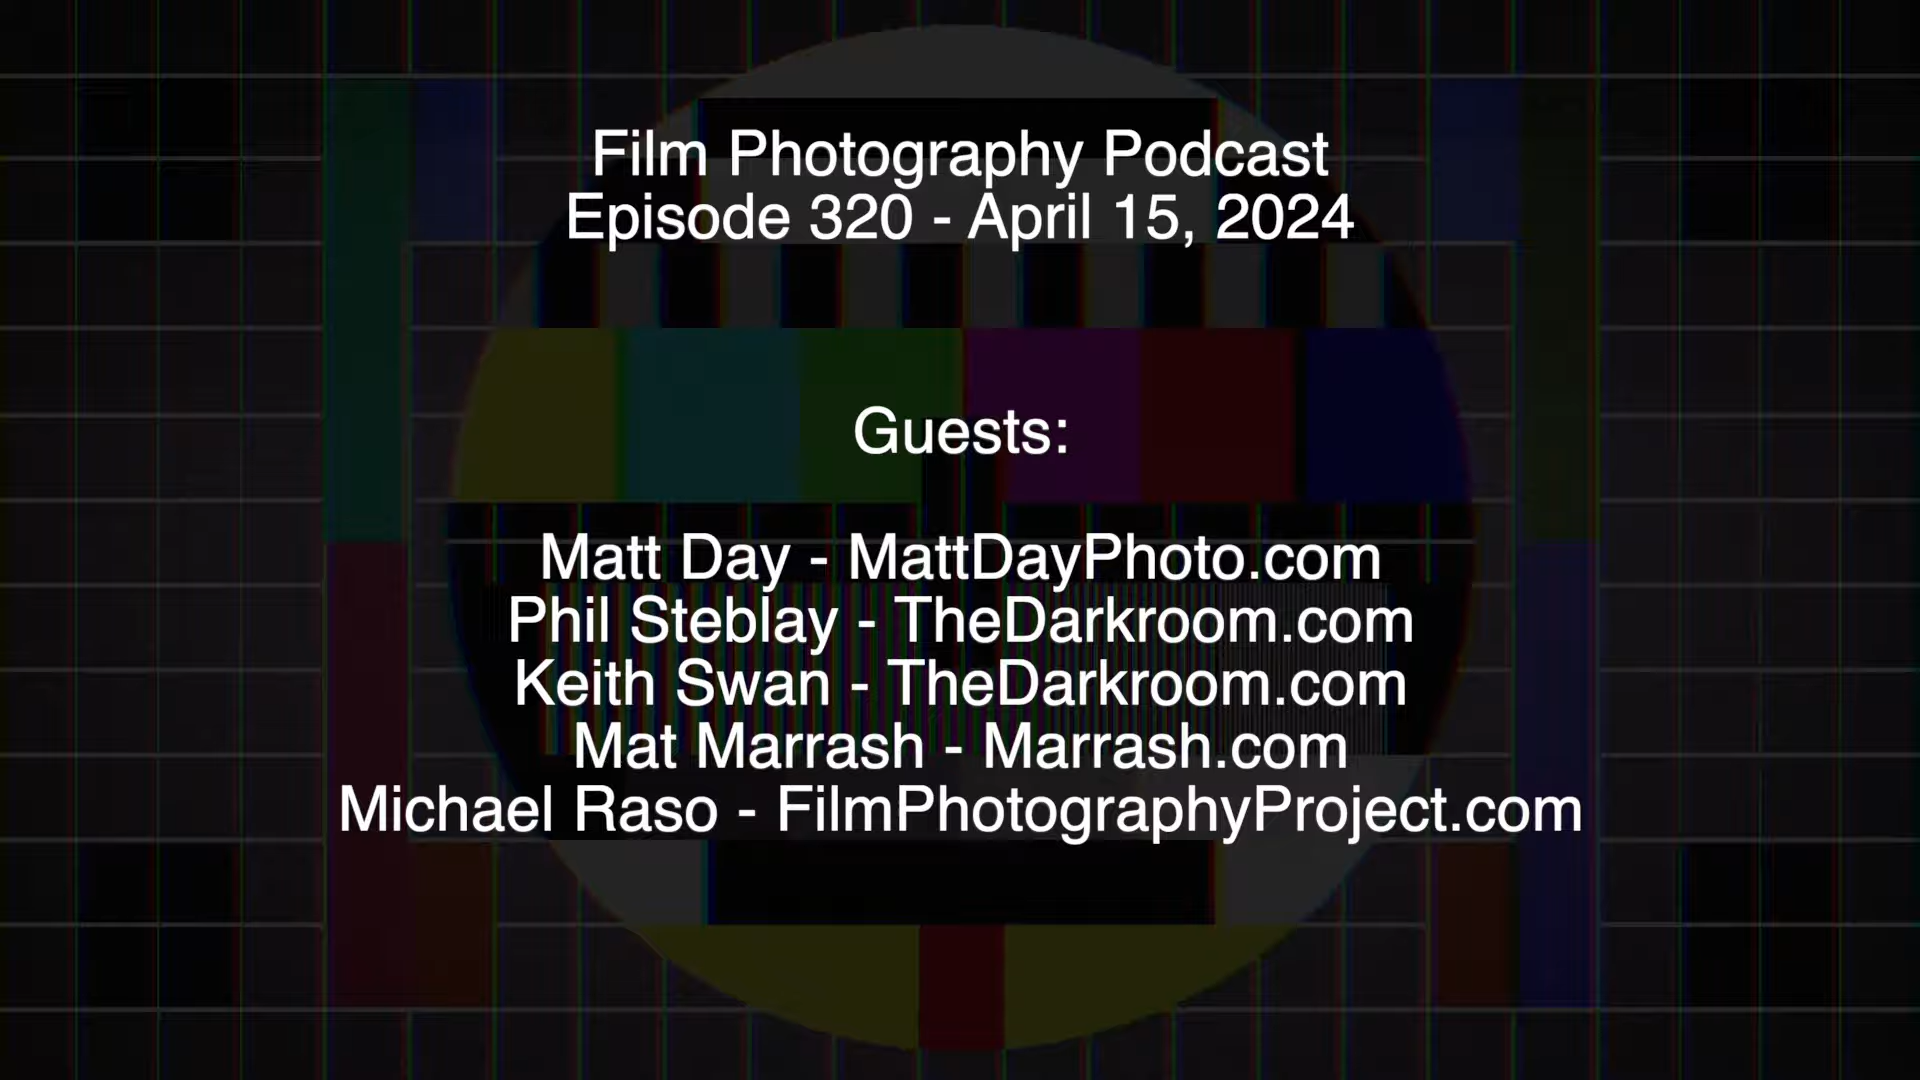 Film Photography Podcast
Episode 320 - April 15, 2024
Guests:
Matt Day - MattDayPhoto.com
Phil Steblay - TheDarkroom.com
Keith Swan - TheDarkroom.com
Mat Marrash - Marrash.com
Michael Raso - FilmPhotographyProject.com